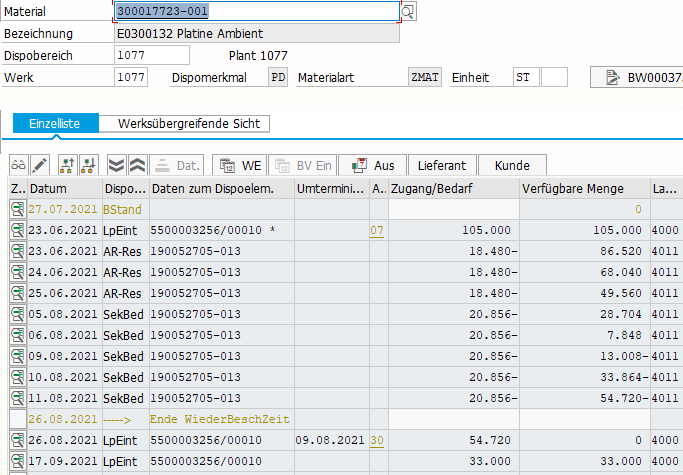 Material 300017723-001
Bezeichnung E0300132 Platine Ambient
Dispobereich 1077 Plant 1077
Werk 1077 Dispomerkmal PD Materialart ZMAT Einheit ST BW00037
Einzelliste Werksübergreifende Sicht
Dat. WE BV Ein Aus Lieferant Kunde
Z... Datum Dispo... Daten zum Dispoelem. Umtermini... A... Zugang/Bedarf Verfügbare Menge La...
27.07.2021 BStand 0
23.06.2021 LpEint 5500003256/00010 * 07 105.000 105.000 4000
23.06.2021 AR-Res 190052705-013 18.480- 86.520 4011
24.06.2021 AR-Res 190052705-013 18.480- 68.040 4011
25.06.2021 AR-Res 190052705-013 18.480- 49.560 4011
05.08.2021 SekBed 190052705-013 20.856- 28.704 4011
06.08.2021 SekBed 190052705-013 20.856- 7.848 4011
09.08.2021 SekBed 190052705-013 20.856- 13.008- 4011
10.08.2021 SekBed 190052705-013 20.856- 33.864- 4011
11.08.2021 SekBed 190052705-013 20.856- 54.720- 4011
26.08.2021 -----> Ende WiederBeschZeit
26.08.2021 LpEint 5500003256/00010 09.08.2021 30 54.720 0 4000
17.09.2021 LpEint 5500003256/00010 33.000 33.000 4000